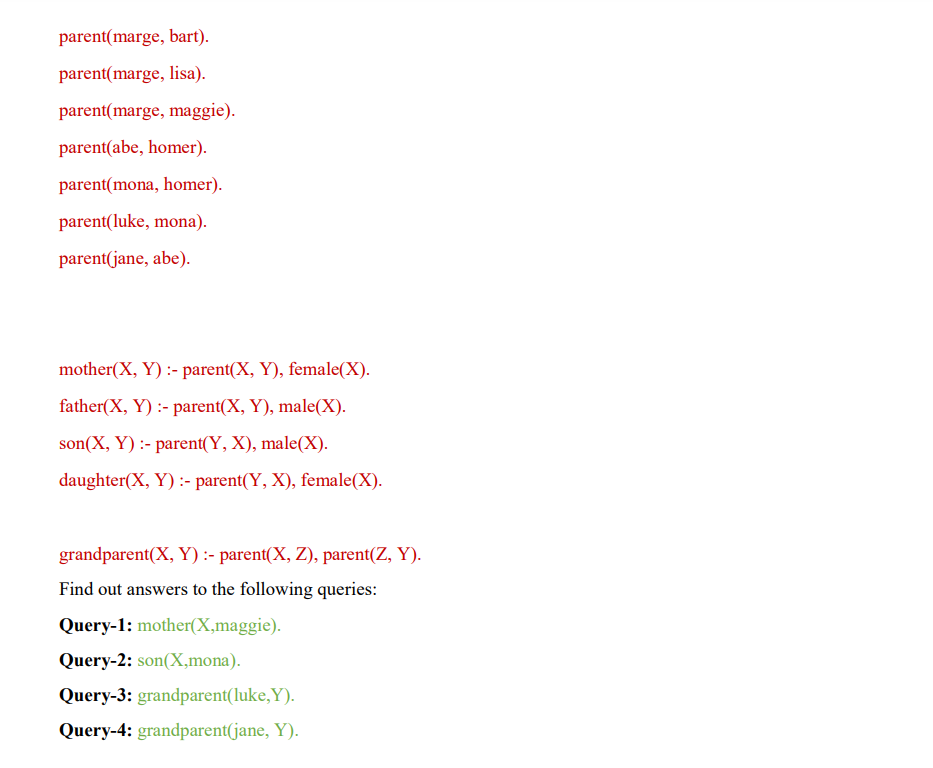 parent(marge, bart).
parent(marge, lisa).
parent(marge, maggie).
parent(abe, homer).
parent(mona, homer).
parent(luke, mona).
parent(jane, abe).
mother(X, Y) :- parent(X, Y), female(X).
father(X, Y) :- parent(X, Y), male(X).
son(X, Y) :- parent(Y, X), male(X).
daughter(X, Y) :- parent(Y, X), female(X).
grandparent(X, Y) :- parent(X, Z), parent(Z, Y).
Find out answers to the following queries:
Query-1: mother(X,maggie).
Query-2: son(X,mona).
Query-3: grandparent(luke,Y).
Query-4: grandparent(jane, Y).